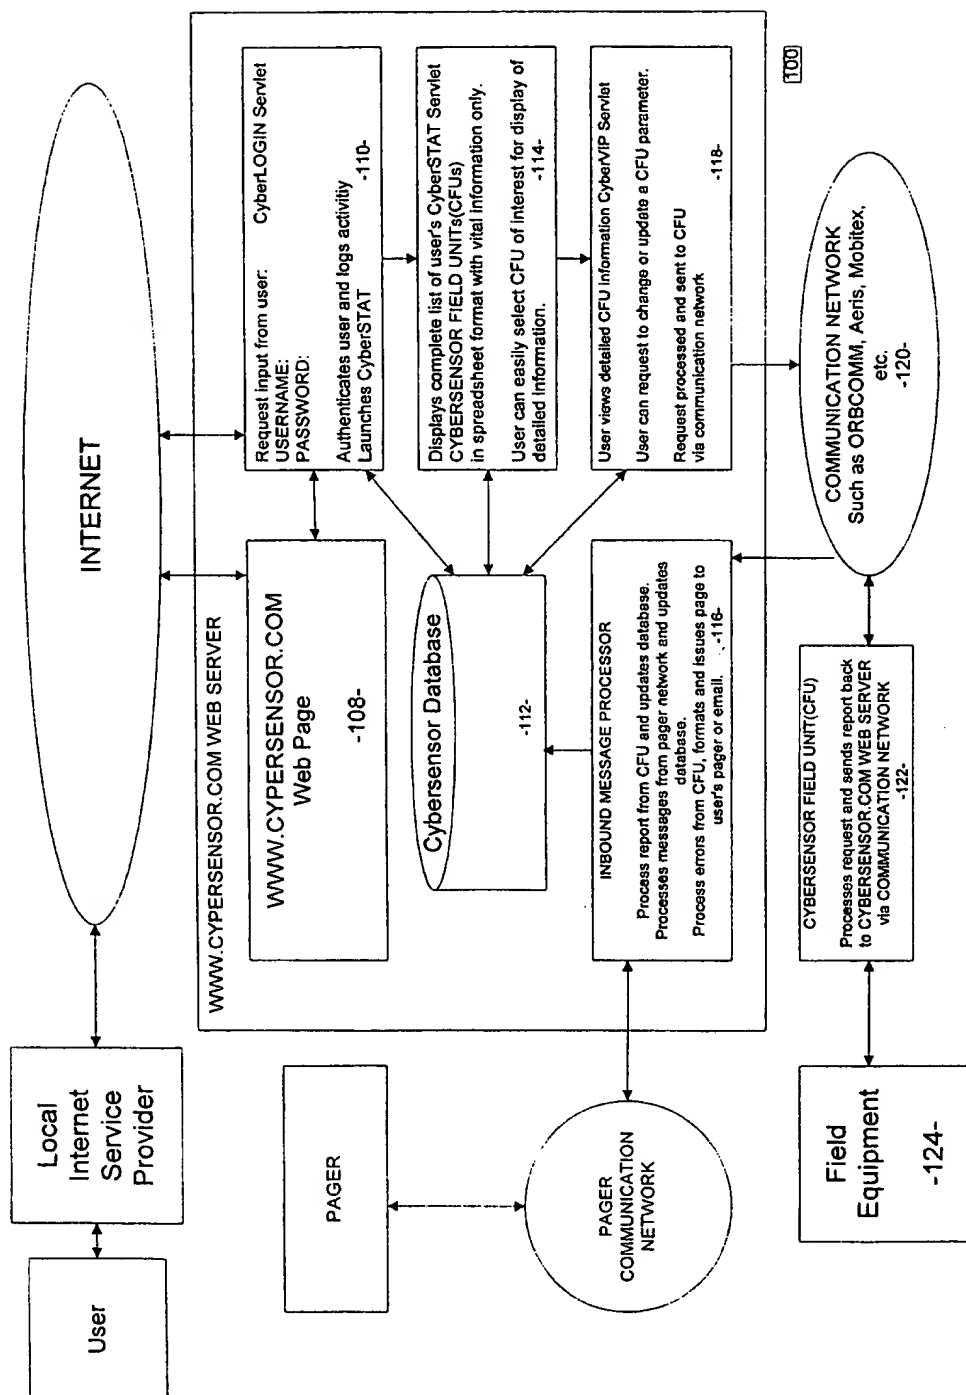 User
Local
Internet
Service
Provider
INTERNET
WWW.CYPERSENSOR.COM WEB SERVER
WWW.CYPERSENSOR.COM
Web Page
-108-
Request input from user:
CyberLOGIN Servlet
USERNAME:
PASSWORD:
Authenticates user and logs activitiy
Launches CyberSTAT
-110-
PAGER
Cybersensor Database
-112-
Displays complete list of user's CyberSTAT Servlet
CYBERSENSOR FIELD UNITS(CFUs)
in spreadsheet format with vital information only.
User can easily select CFU of interest for display of
detailed information.
-114-
PAGER
COMMUNICATION
NETWORK
INBOUND MESSAGE PROCESSOR
Process report from CFU and updates database.
Processes messages from pager network and updates
database.
Process errors from CFU, formats and issues page to
user's pager or email.
-116-
User views detailed CFU information CyberVIP Servlet
User can request to change or update a CFU parameter.
Request processed and sent to CFU
via communication network
-118-
100
Field
Equipment
-124-
CYBERSENSOR FIELD UNIT(CFU)
Processes request and sends report back
to CYBERSENSOR.COM WEB SERVER
via COMMUNICATION NETWORK
-122-
COMMUNICATION NETWORK
Such as ORBCOMM, Aeris, Mobitex,
etc.
-120-